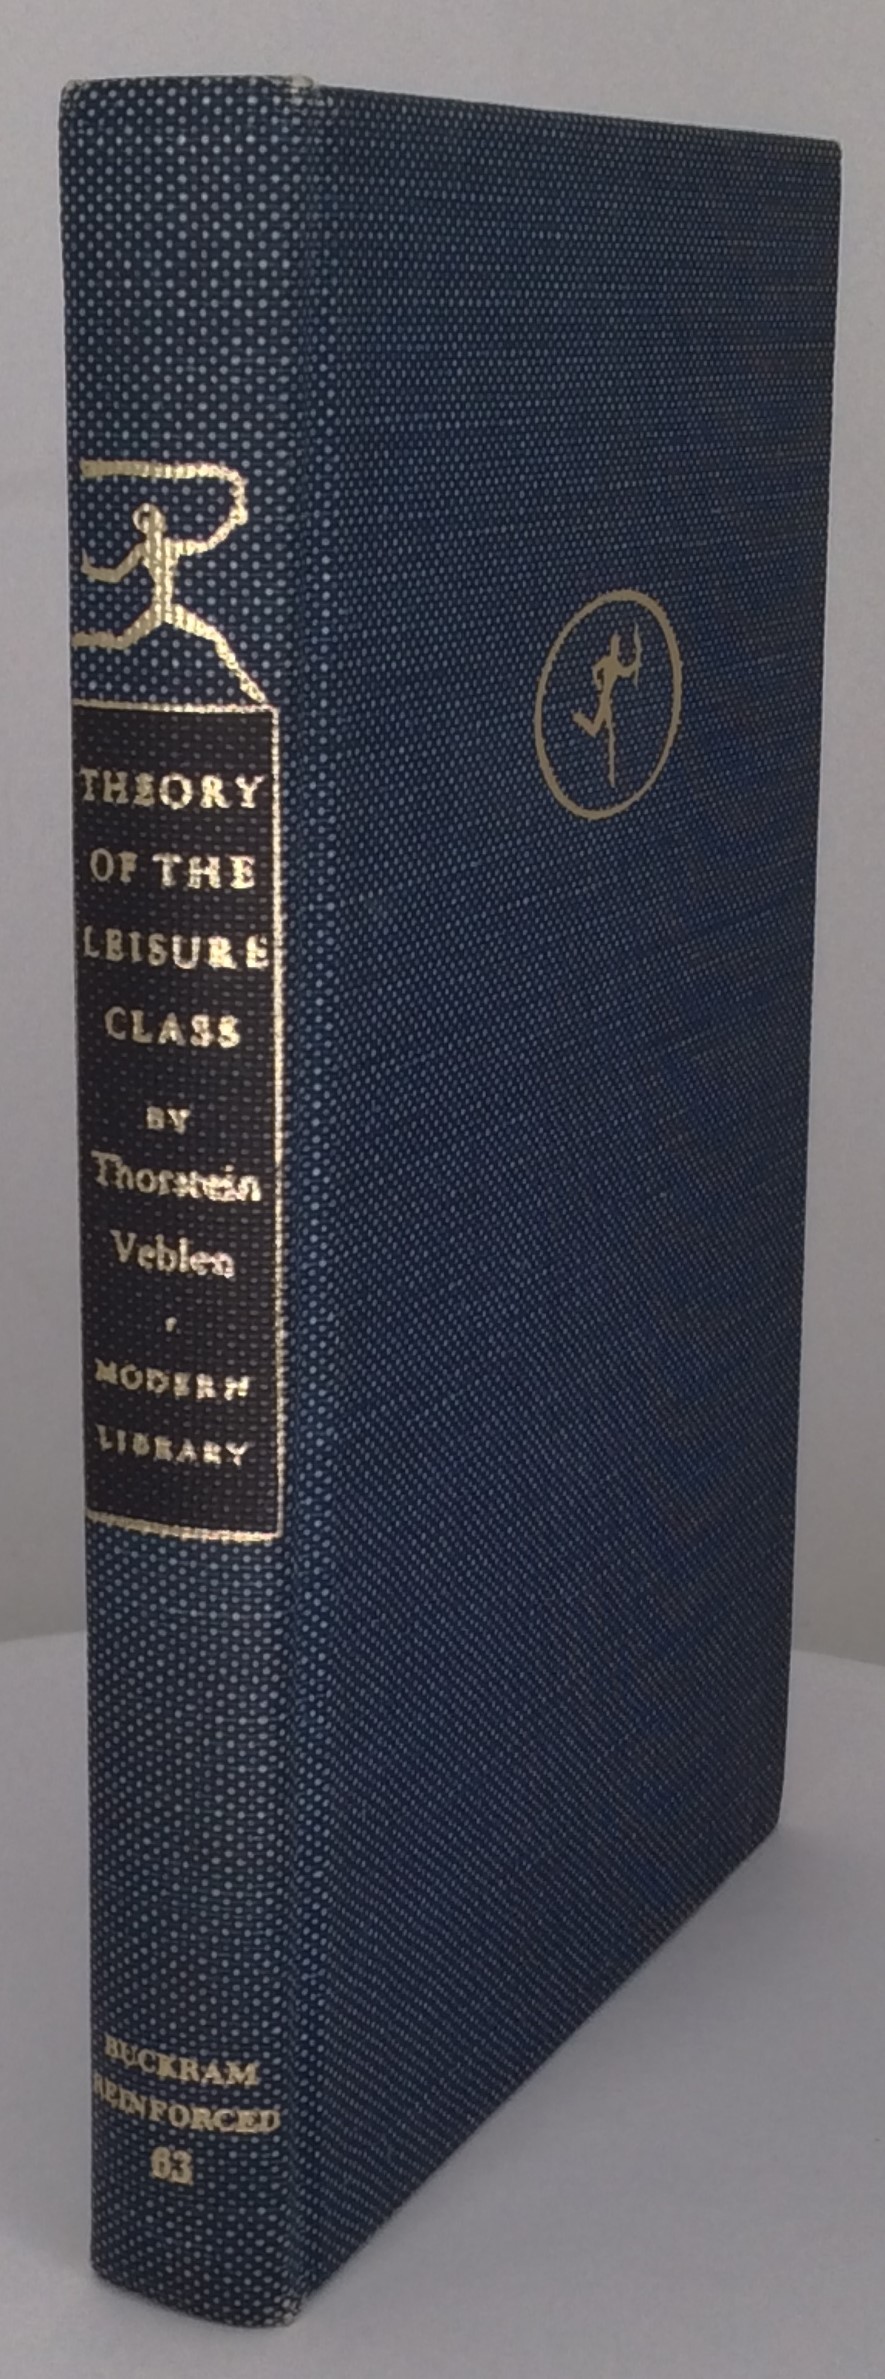 THEORY
OF THE
LEISURE
CLASS
BY
Thorstein
Veblen
MODERN
LIBRARY
BUCKRAM
REINFORCED
63